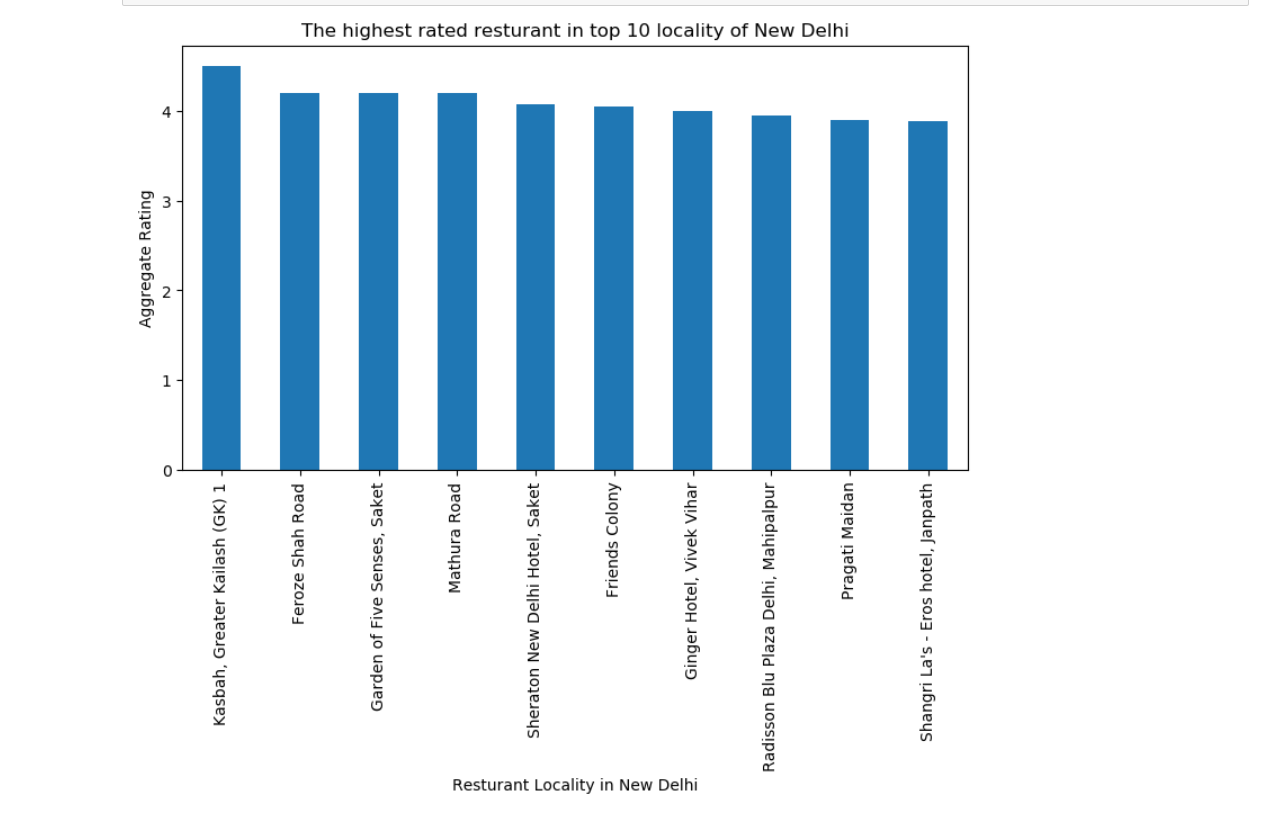 The highest rated resturant in top 10 locality of New Delhi
Aggregate Rating
4
3
2
1
0
Kasbah, Greater Kailash (GK) 1
Feroze Shah Road
Garden of Five Senses, Saket
Mathura Road
Sheraton New Delhi Hotel, Saket
Friends Colony
Ginger Hotel, Vivek Vihar
Radisson Blu Plaza Delhi, Mahipalpur
Pragati Maidan
Shangri La's - Eros hotel, Janpath
Resturant Locality in New Delhi